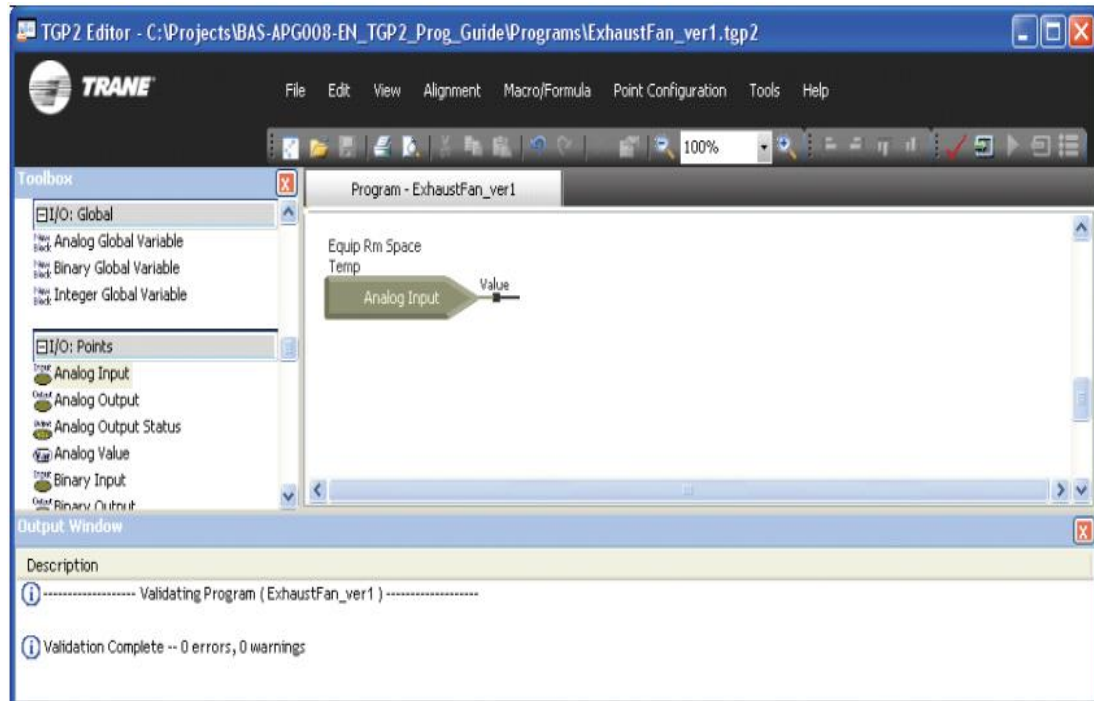 TGP2 Editor - C:\Projects\BAS-APG008-EN_TGP2_Prog_Guide\Programs\ExhaustFan_ver1.tgp2
TRANE
File Edit View Alignment Macro/Formula Point Configuration Tools Help
100%
Toolbox
Program - ExhaustFan_ver1
I/O: Global
Analog Global Variable
Binary Global Variable
Integer Global Variable
I/O: Points
Analog Input
Analog Output
Analog Output Status
Analog Value
Binary Input
Binary Output
Equip Rm Space
Temp
Analog Input
Value
Output Window
Description
------------------- Validating Program ( ExhaustFan_ver1 ) -------------------
Validation Complete -- 0 errors, 0 warnings